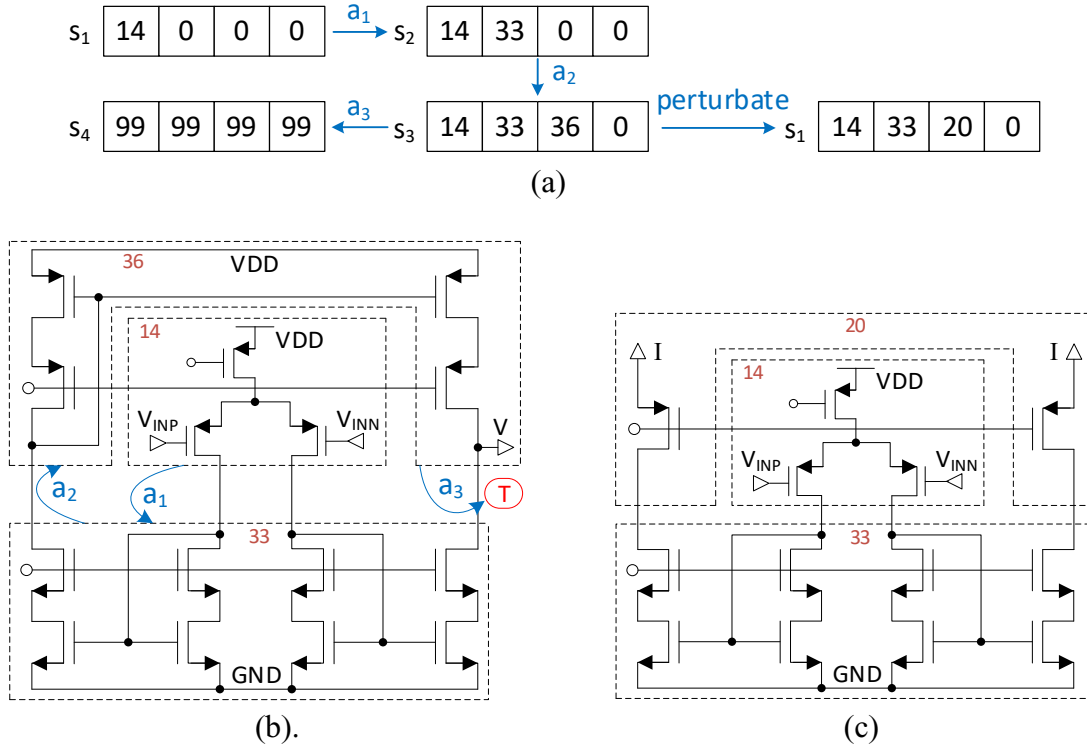 s1 14 0 0 0 a1 s2 14 33 0 0
a2
s4 99 99 99 99 a3 s3 14 33 36 0 perturbate s1 14 33 20 0
(a)
36 VDD
14 VDD
VINP VINN V
a2 a1 a3 T
33
GND
(b).
20
I I
14 VDD
VINP VINN
33
GND
(c)